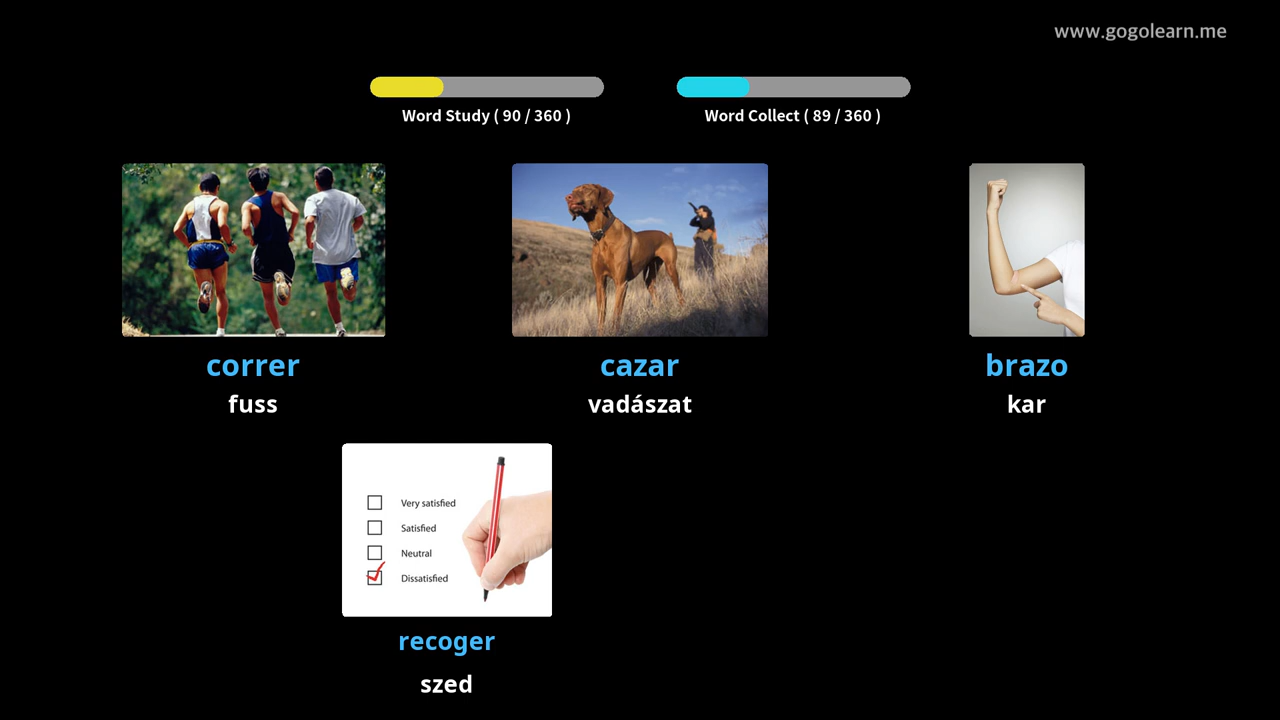 www.gogolearn.me
Word Study ( 90 / 360 )
Word Collect ( 89 / 360 )
correr
fuss
cazar
vadászat
brazo
kar
Very satisfied
Satisfied
Neutral
Dissatisfied
recoger
szed